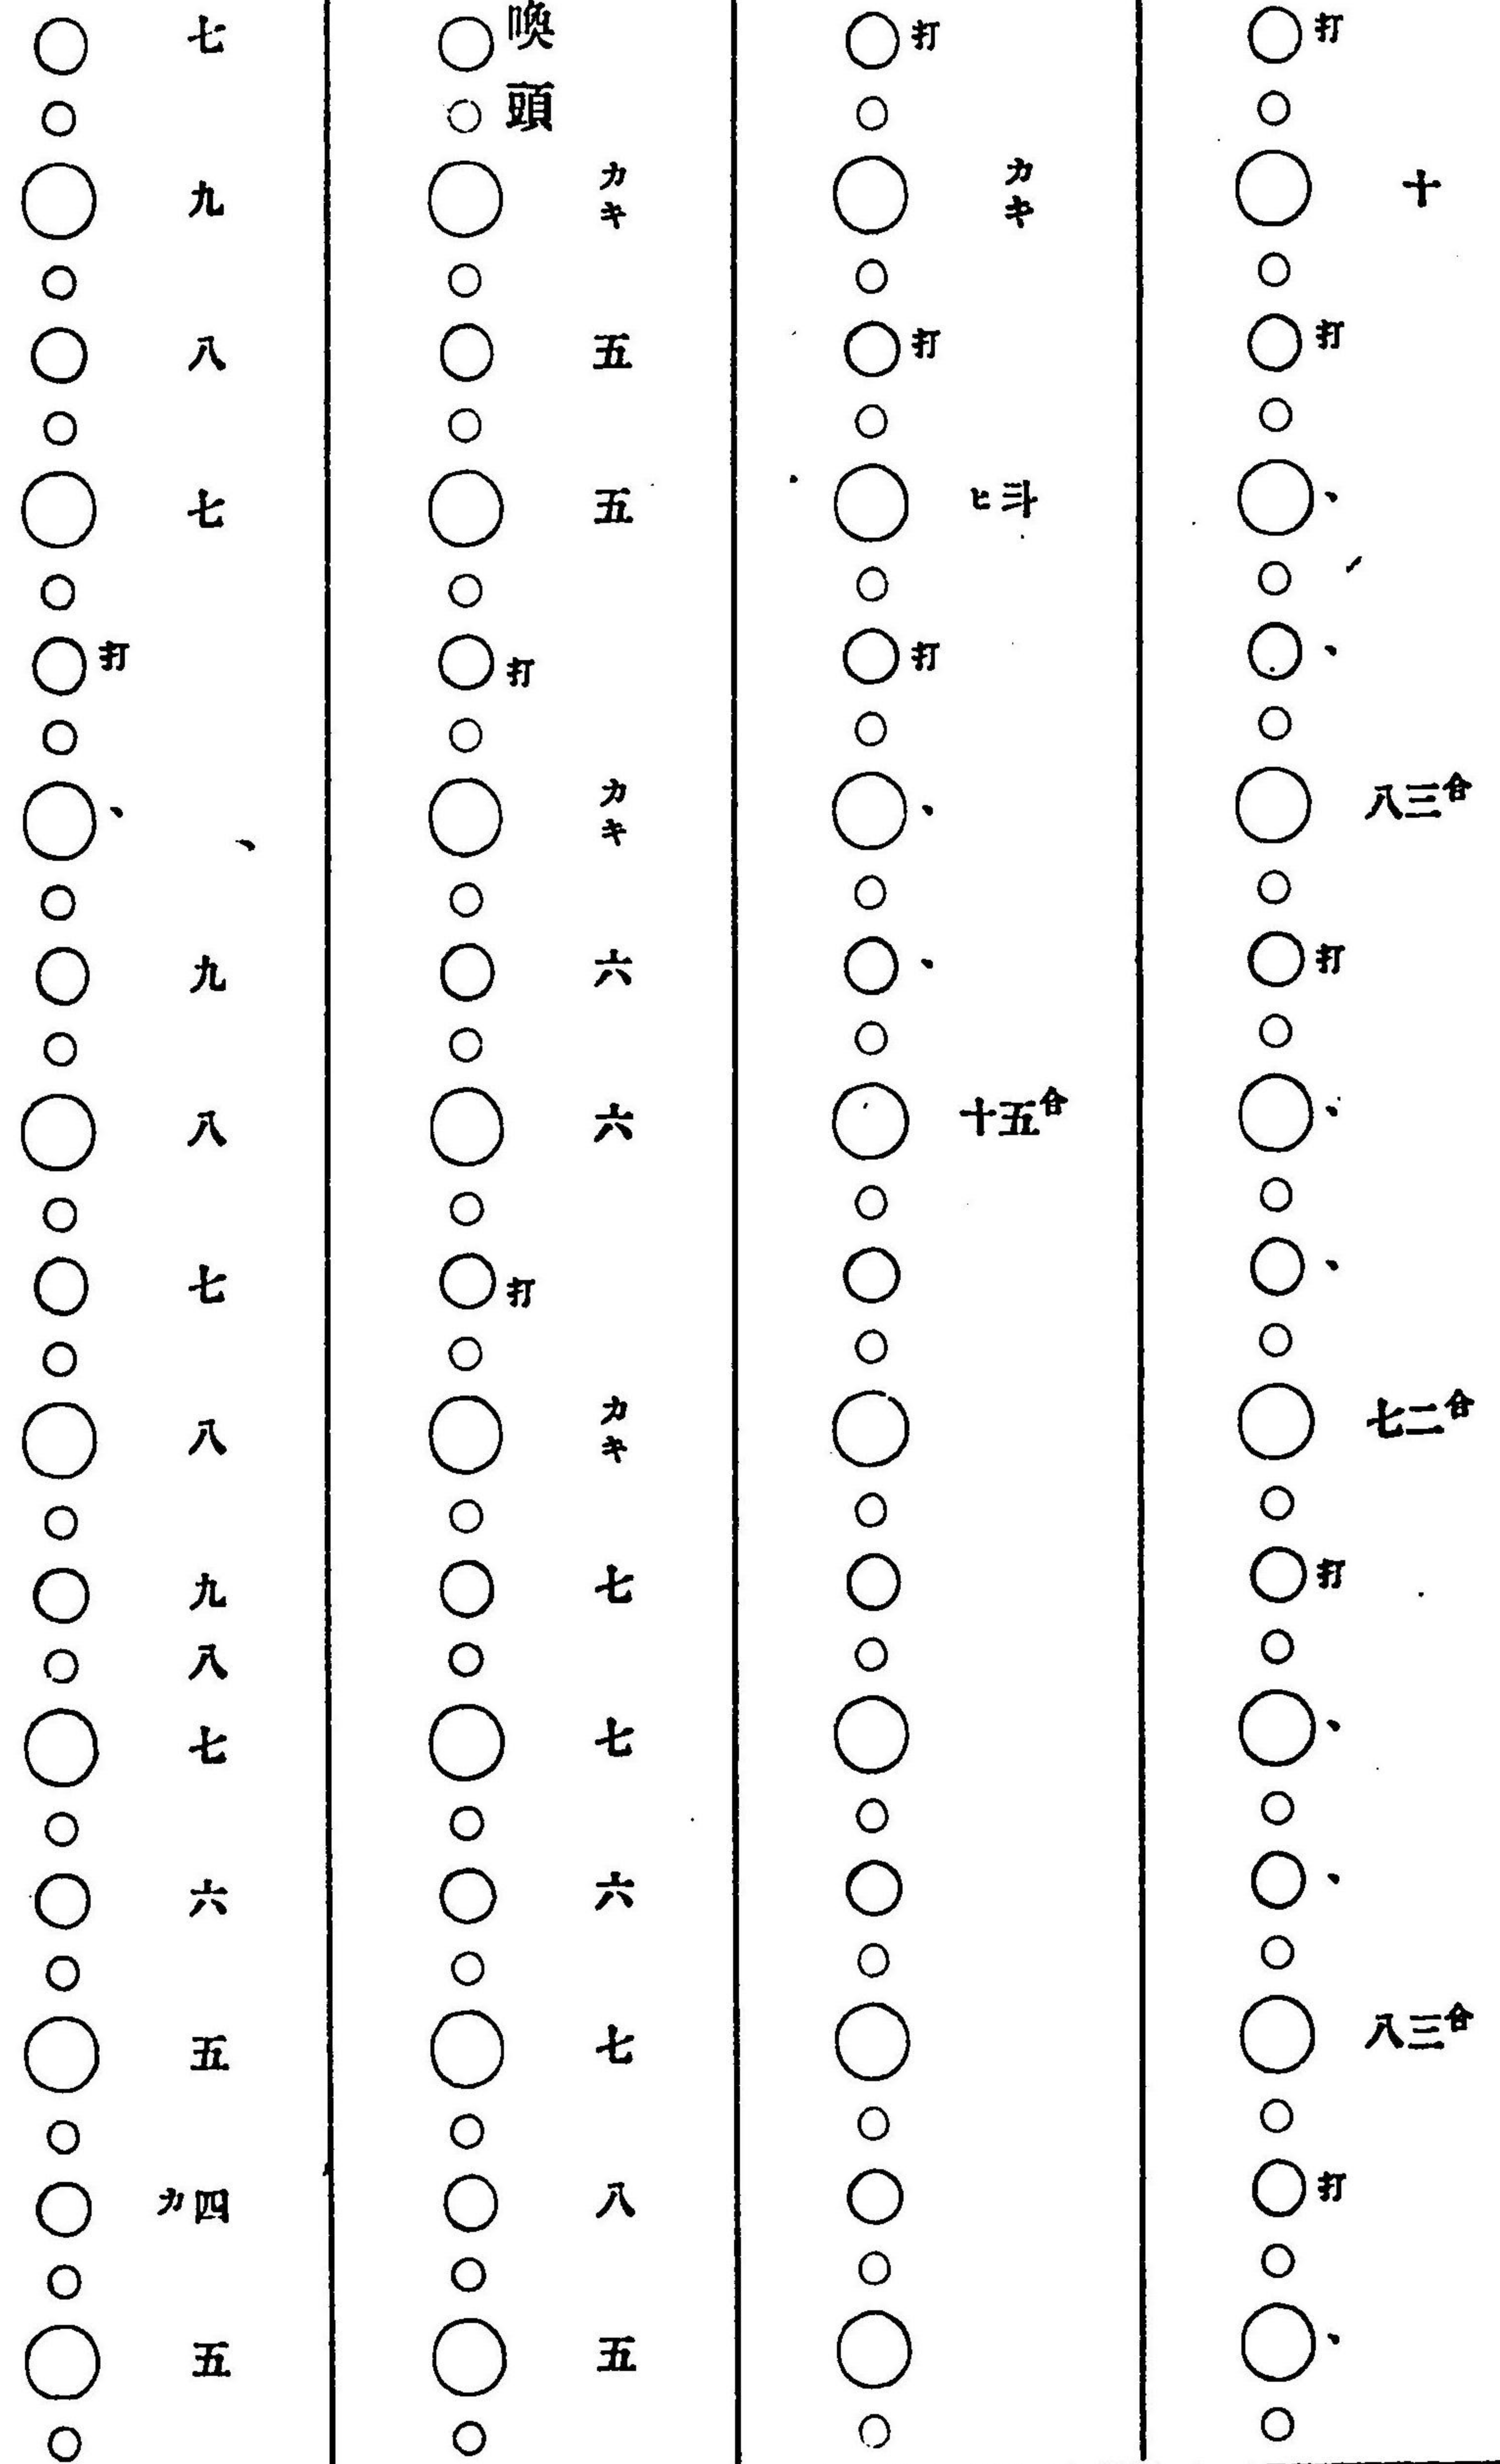 打 十 打 、 、 合三八 打 、 、 合二七 打 、 、 合三八 打 、
打 カキ 打 斗ヒ 打 、 、 合五十
喚頭 カキ 五 五 打 カキ 六 六 打 カキ 七 七 六 七 八 五
七 九 八 七 打 、 九 八 七 八 九 八 七 六 五 四カ 五